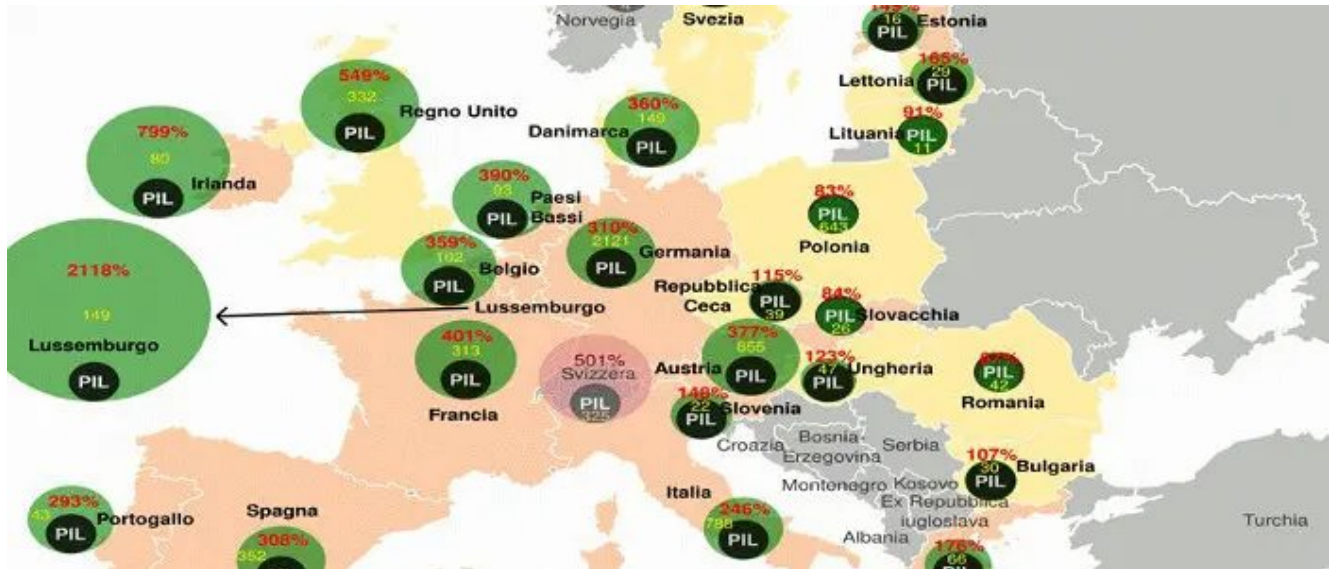 Norvegia
Svezia
149%
16
PIL
Estonia
165%
29
PIL
Lettonia
91%
PIL
11
Lituania
549%
332
PIL
Regno Unito
360%
149
PIL
Danimarca
799%
80
PIL
Irlanda
390%
93
PIL
Paesi
Bassi
83%
PIL
643
Polonia
310%
2121
PIL
Germania
359%
162
PIL
Belgio
Lussemburgo
2118%
149
Lussemburgo
PIL
Repubblica
Ceca
115%
PIL
39
84%
PIL
26
Slovacchia
401%
313
PIL
Francia
501%
Svizzera
PIL
325
377%
855
PIL
Austria
123%
47
PIL
Ungheria
PIL
42
Romania
148%
22
PIL
Slovenia
Croazia
Bosnia-
Erzegovina
Serbia
Montenegro
Kosovo
Ex Repubblica
iugloslava
Albania
107%
30
PIL
Bulgaria
Italia
246%
788
PIL
293%
43
PIL
Portogallo
Spagna
308%
352
176%
66
PIL
Turchia